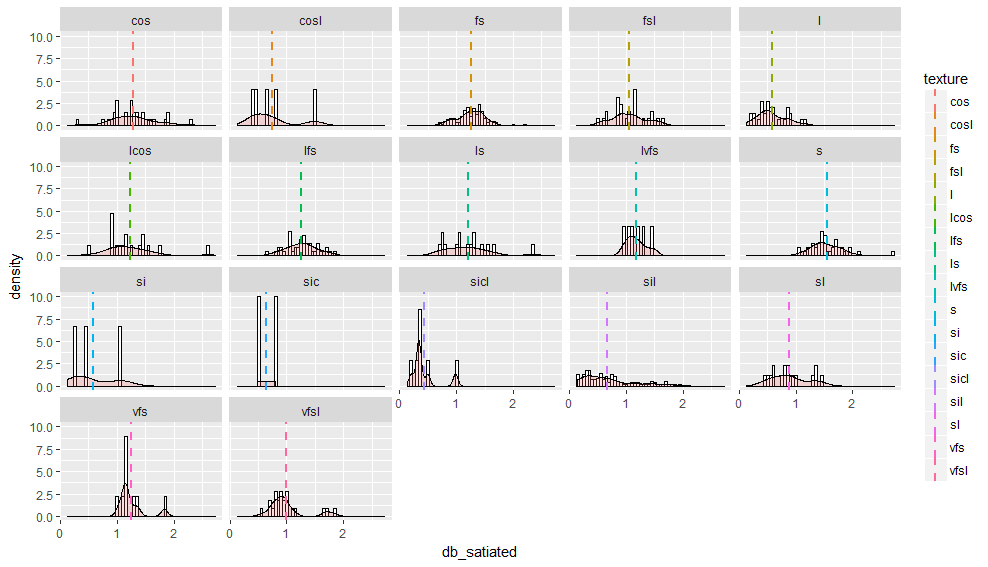 cos cosl fs fsl l
10.0
7.5
5.0
2.5
0.0
lcos lfs ls lvfs s
10.0
7.5
5.0
2.5
0.0
si sic sicl sil sl
10.0
7.5
5.0
2.5
0.0
0 1 2 0 1 2 0 1 2
vfs vfsl
10.0
7.5
5.0
2.5
0.0
0 1 2 0 1 2
db_satiated
density
texture
cos
cosl
fs
fsl
l
lcos
lfs
ls
lvfs
s
si
sic
sicl
sil
sl
vfs
vfsl